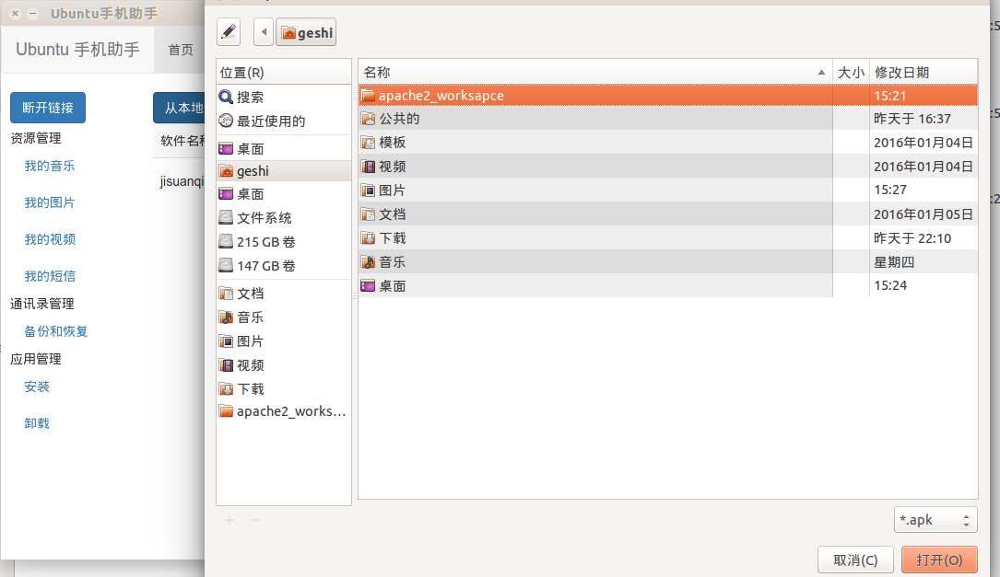 Ubuntu手机助手
Ubuntu 手机助手
首页
断开链接
资源管理
我的音乐
我的图片
我的视频
我的短信
通讯录管理
备份和恢复
应用管理
安装
卸载
从本地
软件名称
jisuanqi
geshi
位置(R)
搜索
最近使用的
桌面
geshi
桌面
文件系统
215 GB 卷
147 GB 卷
文档
音乐
图片
视频
下载
apache2_works...
名称 大小 修改日期
apache2_worksapce 15:21
公共的 昨天于 16:37
模板 2016年01月04日
视频 2016年01月04日
图片 15:27
文档 2016年01月05日
下载 昨天于 22:10
音乐 星期四
桌面 15:24
*.apk
取消(C) 打开(O)
:5
:5
:2